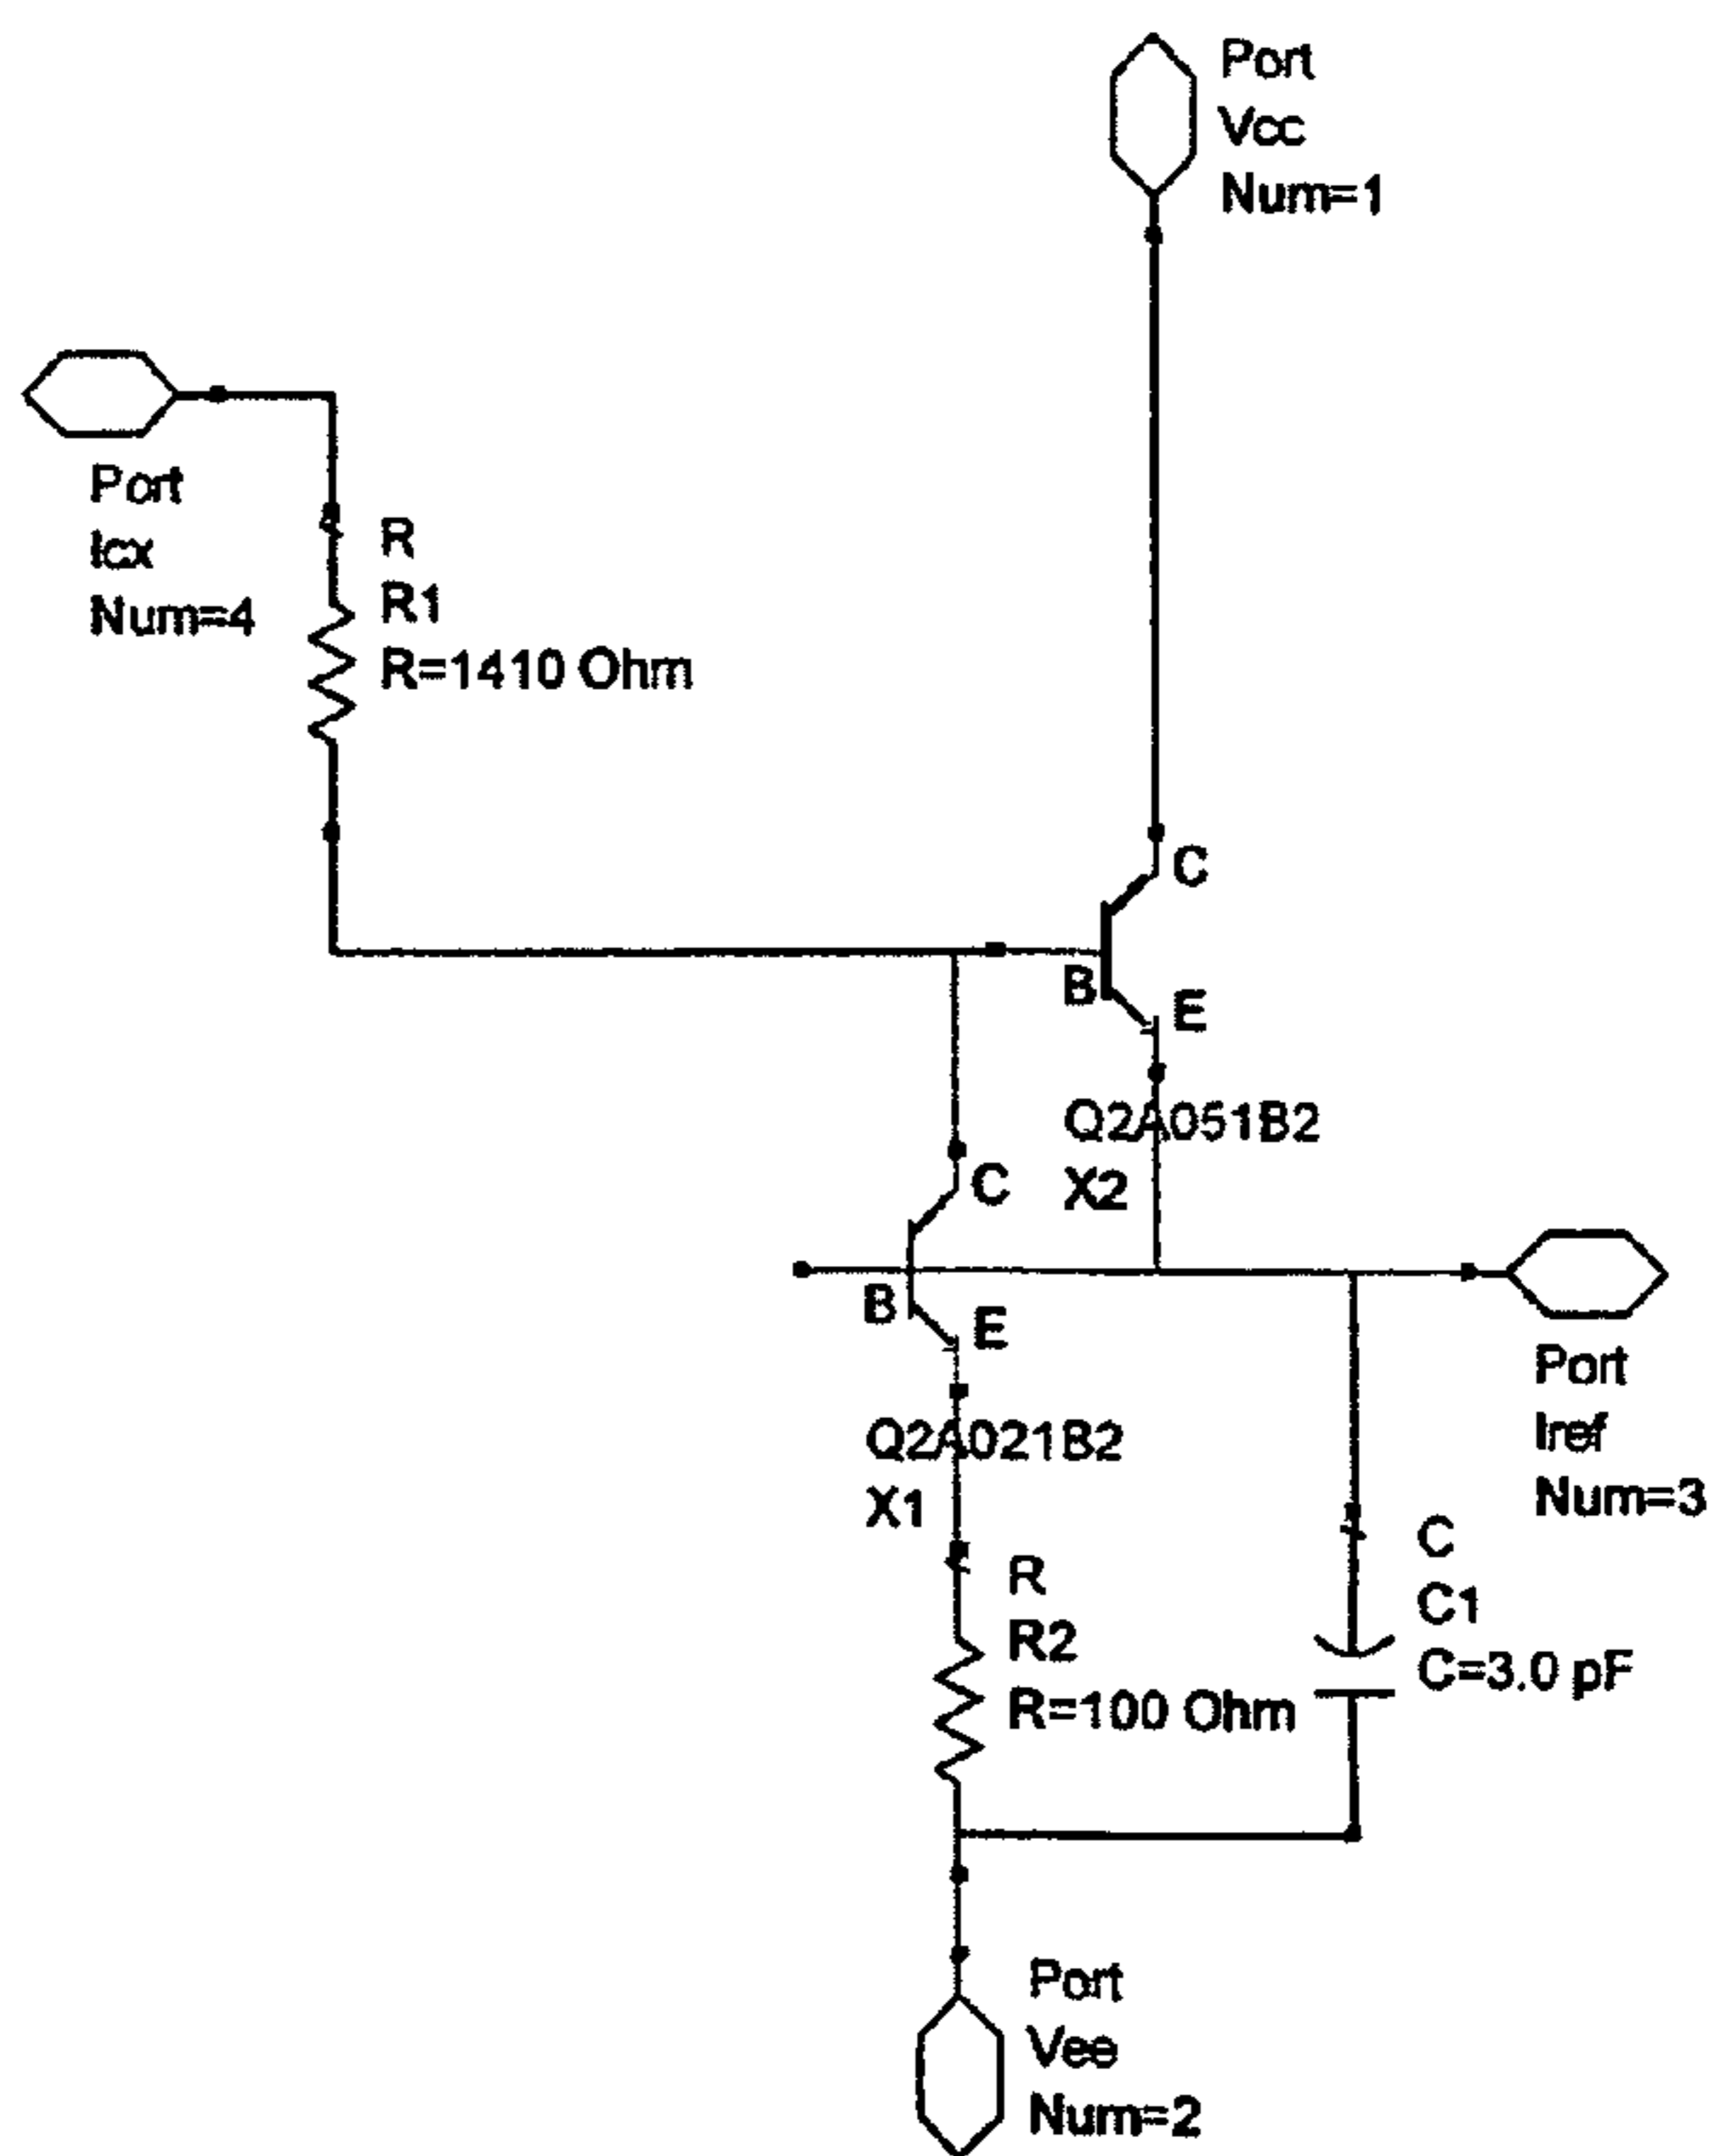 Port
Vcc
Num=1
Port
Icx
Num=4
R
R1
R=1410 Ohm
C
B
E
Q2A051B2
X2
C
B
E
Q2A021B2
X1
Port
Iref
Num=3
R
R2
R=100 Ohm
C
C1
C=3.0 pF
Port
Vee
Num=2